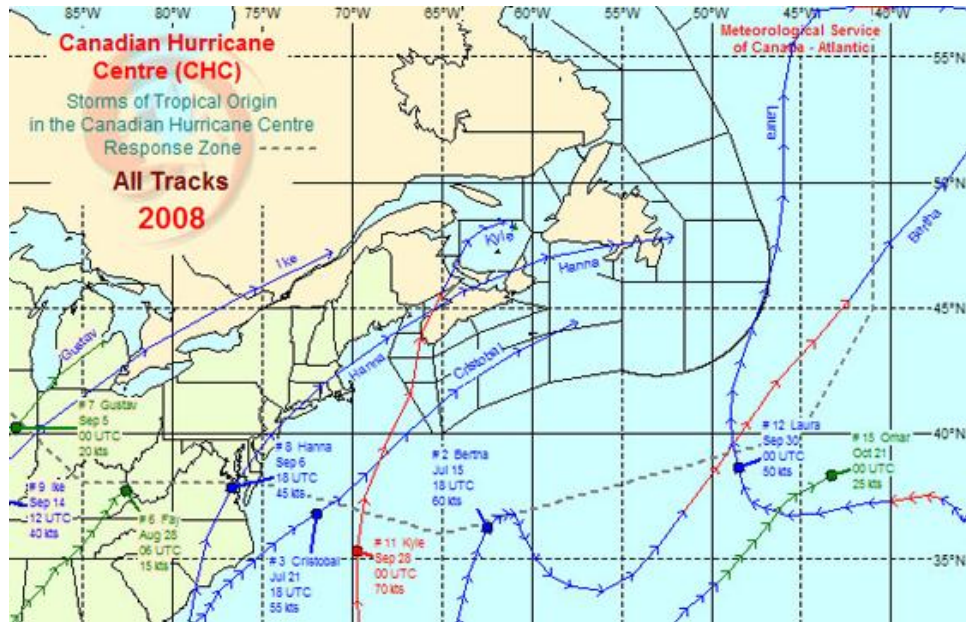 85°W 80°W 75°W 70°W 65°W 60°W 55°W 50°W 45°W 40°W
Canadian Hurricane
Centre (CHC)
Storms of Tropical Origin
in the Canadian Hurricane Centre
Response Zone
All Tracks
2008
Meteorological Service
of Canada - Atlantic
55°N
50°N
45°N
40°N
35°N
Laura
Bertha
Kyle
Hanna
Ike
Gustav
Hanna
Cristobal
# 7 Gustav
Sep 5
00 UTC
20 kts
# 9 Ike
Sep 14
12 UTC
40 kts
# 6 Fay
Aug 28
06 UTC
15 kts
# 8 Hanna
Sep 6
18 UTC
45 kts
# 3 Cristobal
Jul 21
18 UTC
55 kts
# 11 Kyle
Sep 28
00 UTC
70 kts
# 2 Bertha
Jul 15
18 UTC
60 kts
# 12 Laura
Sep 30
00 UTC
50 kts
# 15 Omar
Oct 21
00 UTC
25 kts